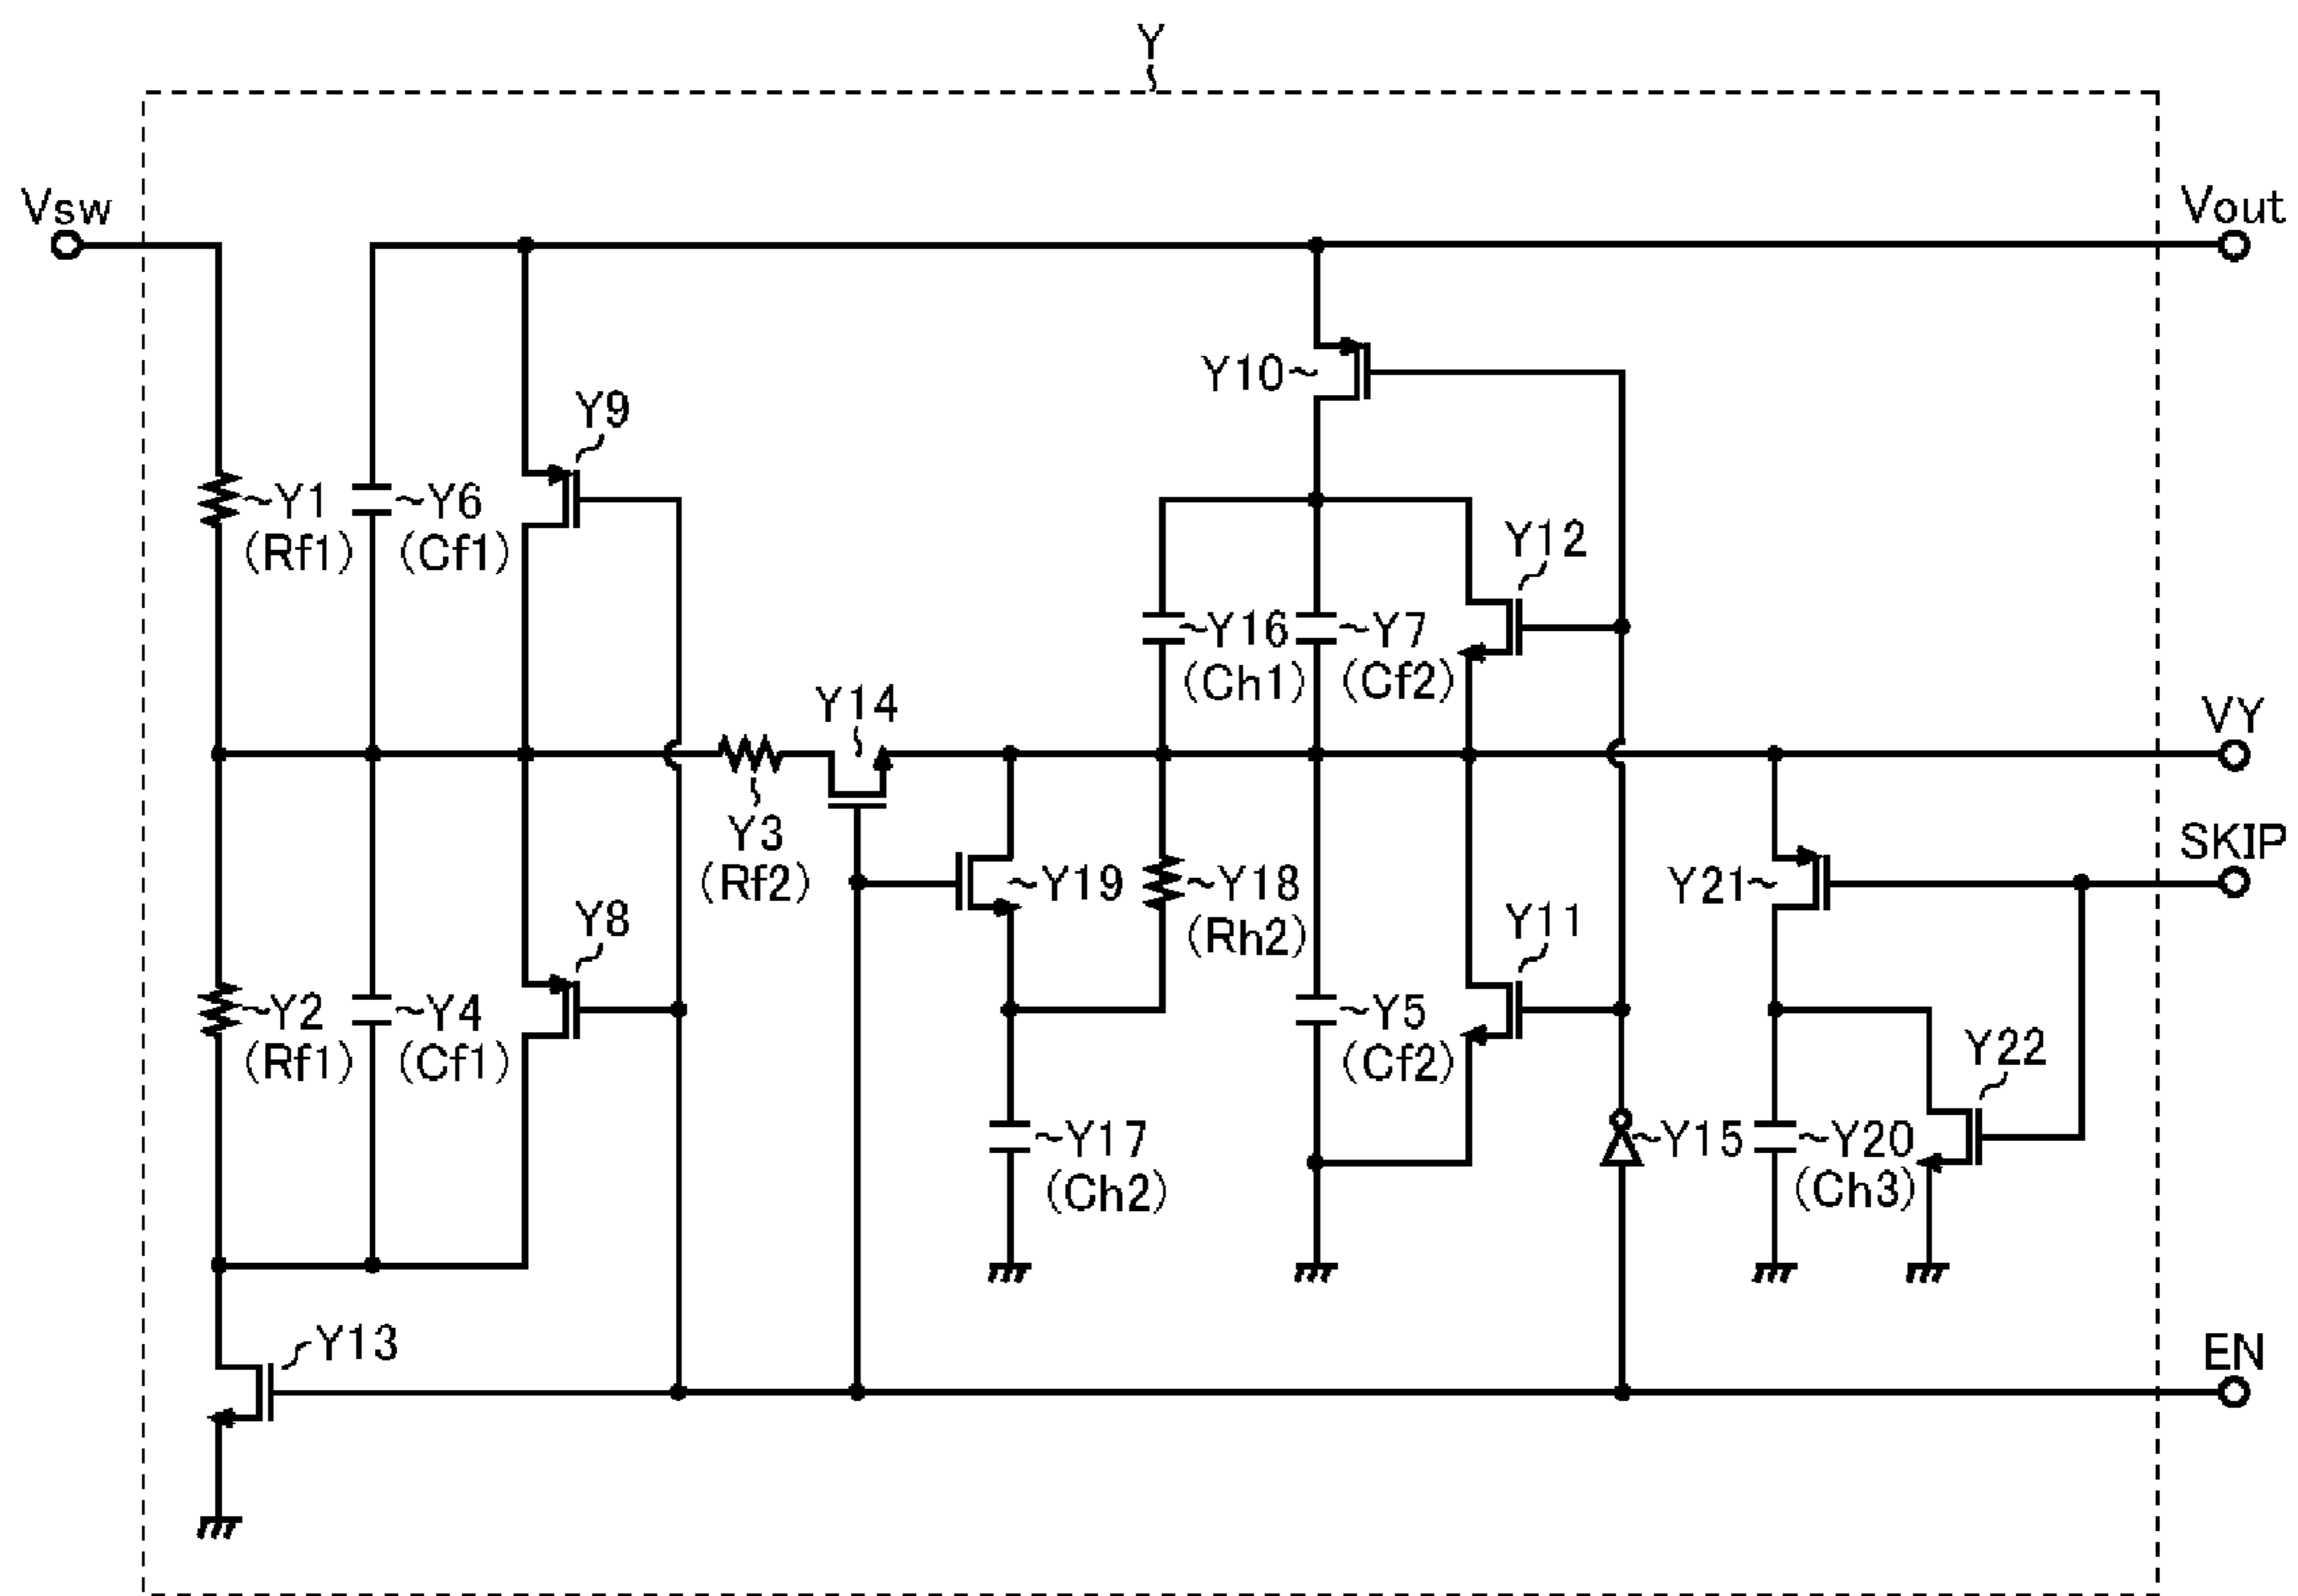 Y
Vsw
Vout
Y10~
Y9
~Y1
(Rf1)
~Y6
(Cf1)
Y12
~Y16
(Ch1)
~Y7
(Cf2)
Y14
VY
Y3
(Rf2)
SKIP
~Y19
~Y18
(Rh2)
Y21~
Y8
Y11
~Y2
(Rf1)
~Y4
(Cf1)
~Y5
(Cf2)
Y22
~Y17
(Ch2)
~Y15
~Y20
(Ch3)
~Y13
EN